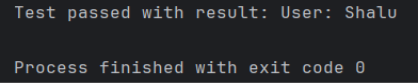 Test passed with result: User: Shalu
Process finished with exit code 0